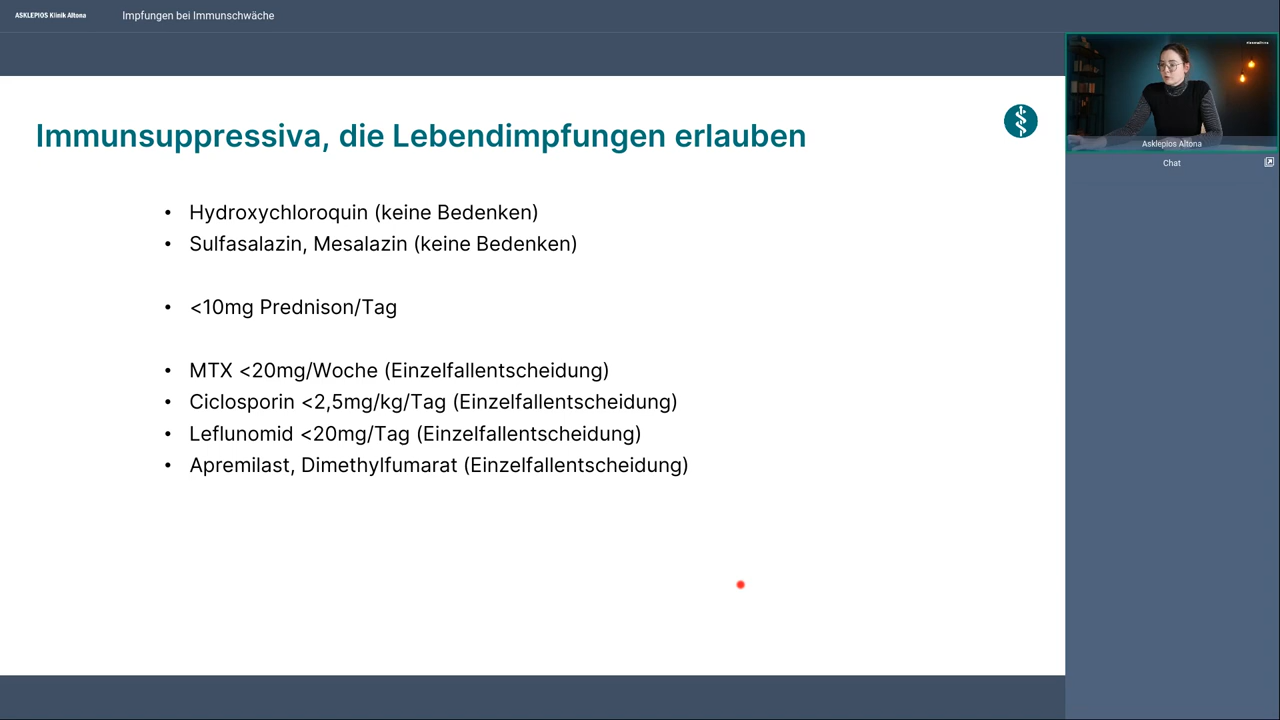 ASKLEPIOS Klinik Altona
Impfungen bei Immunschwäche
Immunsuppressiva, die Lebendimpfungen erlauben
• Hydroxychloroquin (keine Bedenken)
• Sulfasalazin, Mesalazin (keine Bedenken)
• <10mg Prednison/Tag
• MTX <20mg/Woche (Einzelfallentscheidung)
• Ciclosporin <2,5mg/kg/Tag (Einzelfallentscheidung)
• Leflunomid <20mg/Tag (Einzelfallentscheidung)
• Apremilast, Dimethylfumarat (Einzelfallentscheidung)
Asklepios Altona
Chat